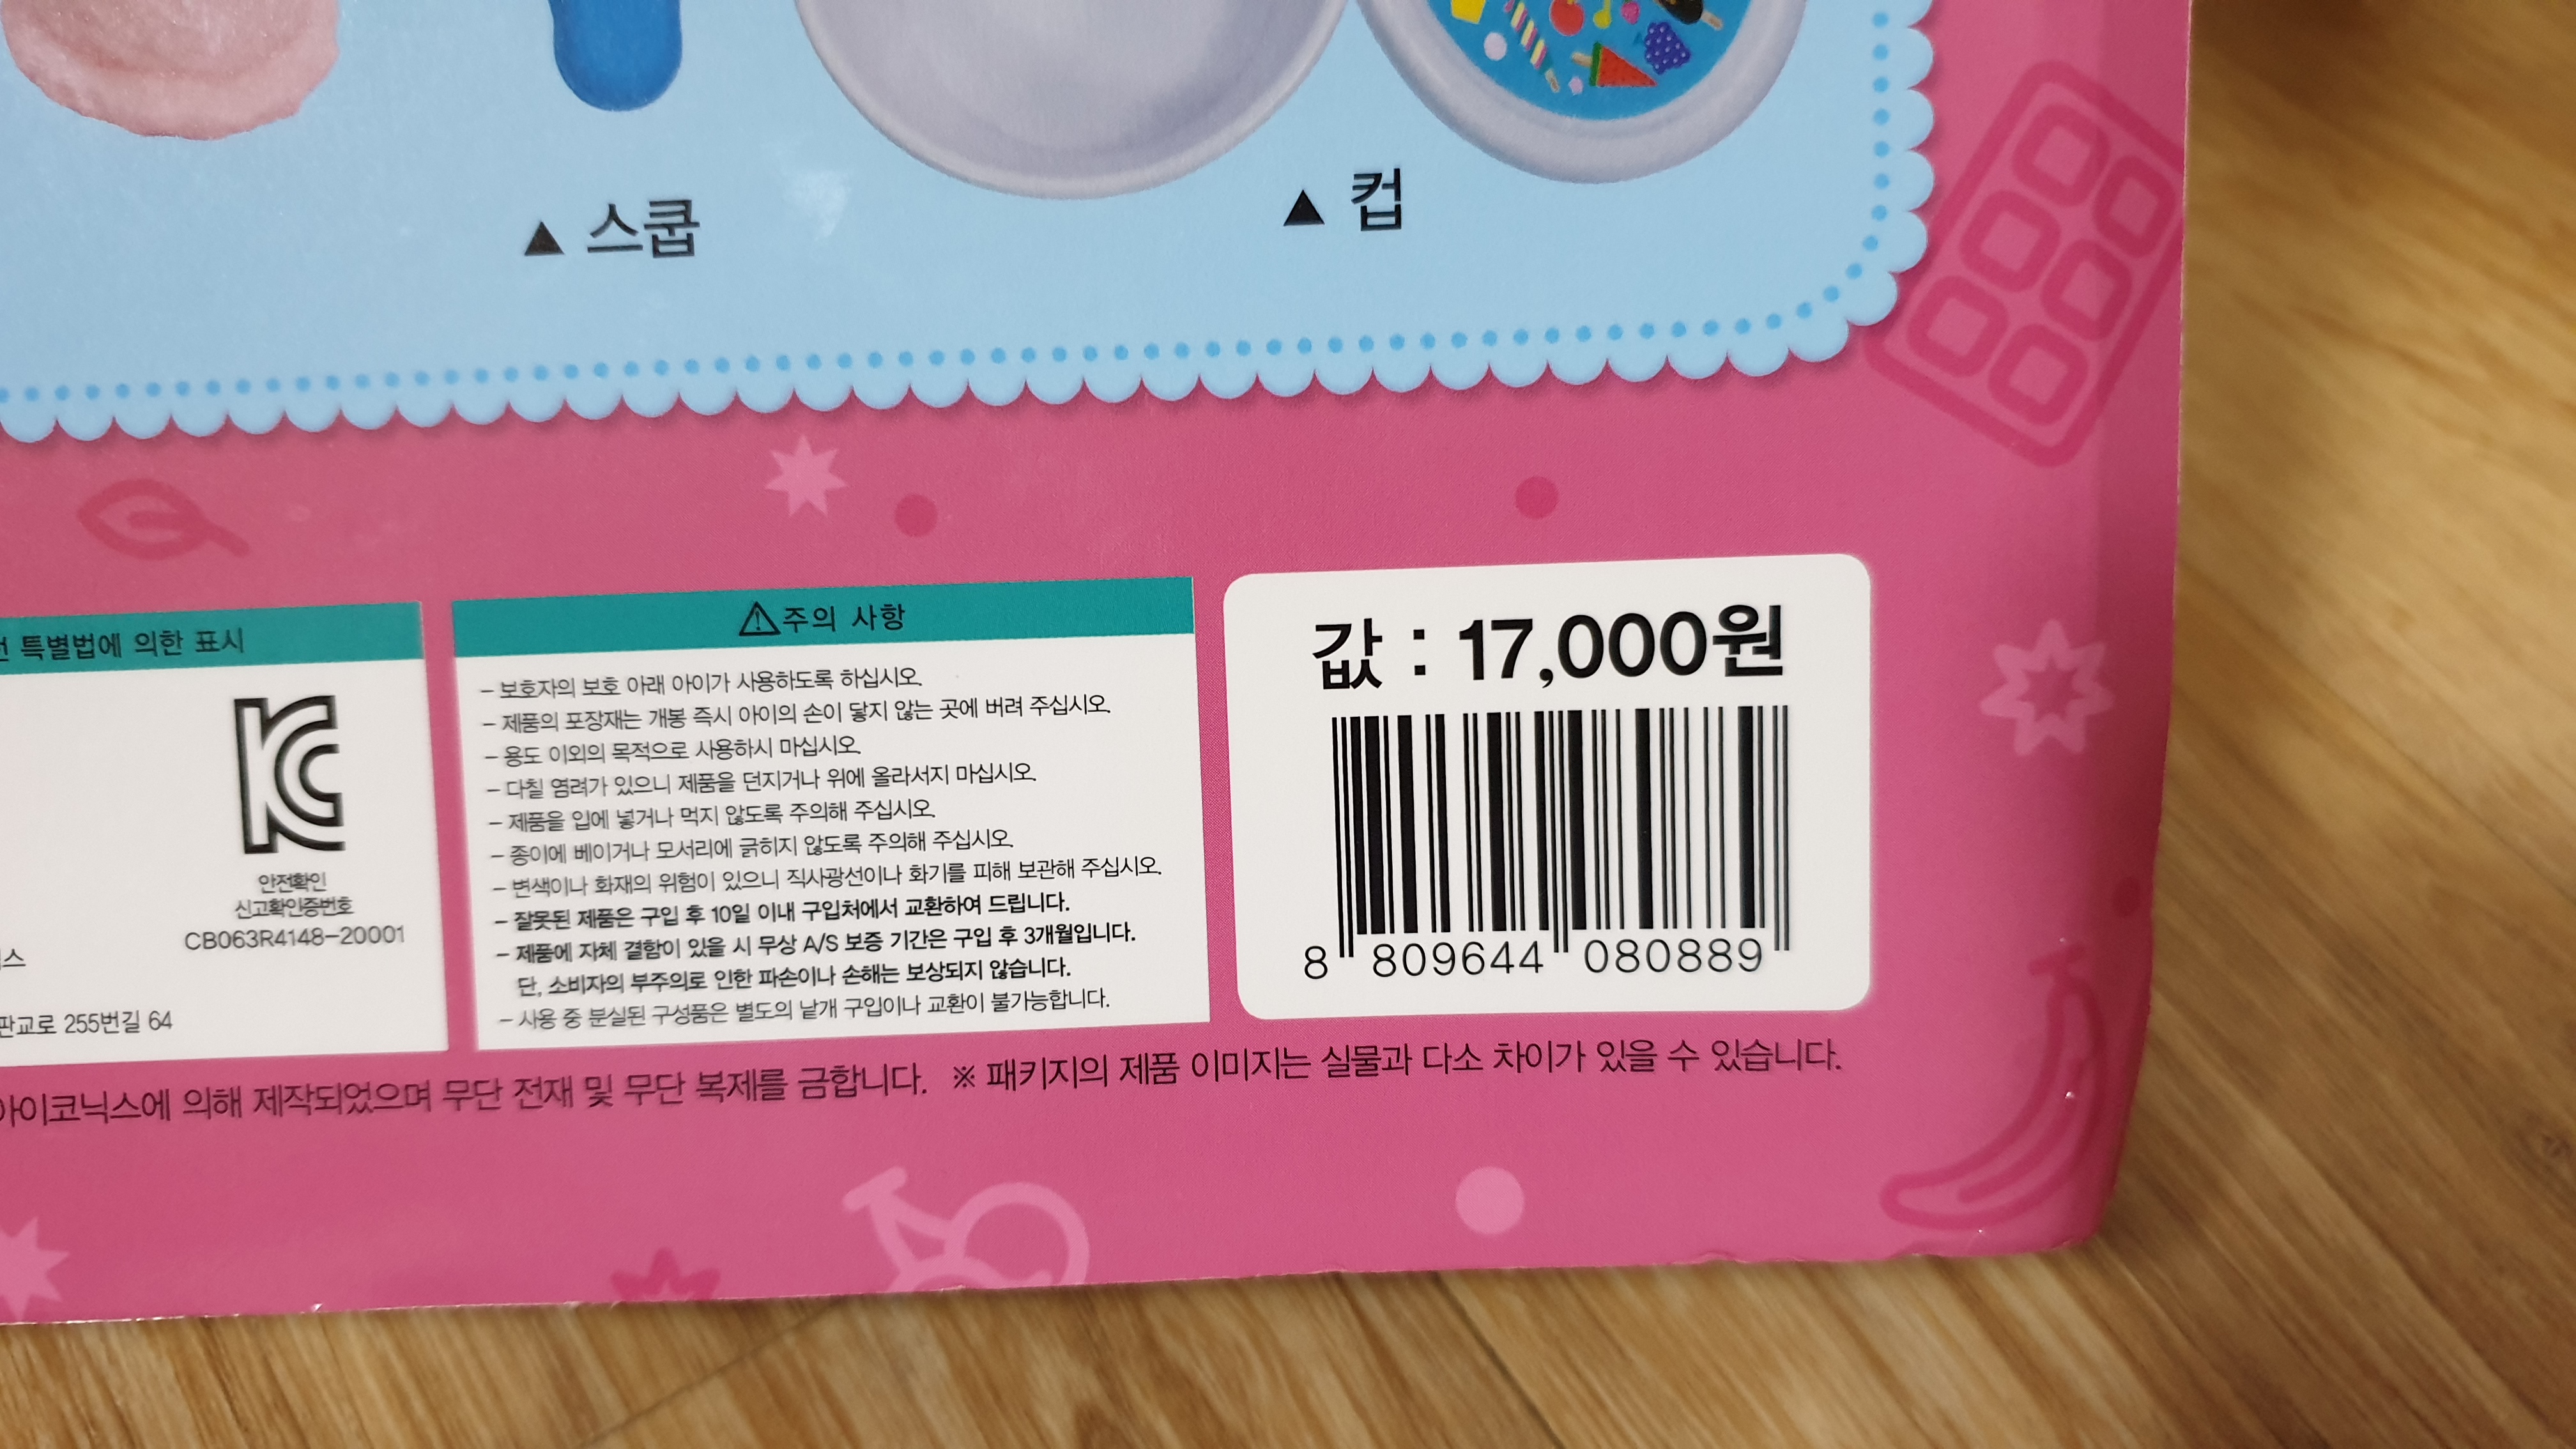 ▲ 스쿱
▲ 컵
특별법에 의한 표시
안전확인
신고확인증번호
CB063R4148-20001
판교로 255번길 64
⚠주의 사항
- 보호자의 보호 아래 아이가 사용하도록 하십시오.
- 제품의 포장재는 개봉 즉시 아이의 손이 닿지 않는 곳에 버려 주십시오.
- 용도 이외의 목적으로 사용하시 마십시오.
- 다칠 염려가 있으니 제품을 던지거나 위에 올라서지 마십시오.
- 제품을 입에 넣거나 먹지 않도록 주의해 주십시오.
- 종이에 베이거나 모서리에 긁히지 않도록 주의해 주십시오.
- 변색이나 화재의 위험이 있으니 직사광선이나 화기를 피해 보관해 주십시오.
- 잘못된 제품은 구입 후 10일 이내 구입처에서 교환하여 드립니다.
- 제품에 자체 결함이 있을 시 무상 A/S 보증 기간은 구입 후 3개월입니다.
단, 소비자의 부주의로 인한 파손이나 손해는 보상되지 않습니다.
- 사용 중 분실된 구성품은 별도의 낱개 구입이나 교환이 불가능합니다.
값 : 17,000원
8 809644 080889
아이코닉스에 의해 제작되었으며 무단 전재 및 무단 복제를 금합니다. ※ 패키지의 제품 이미지는 실물과 다소 차이가 있을 수 있습니다.